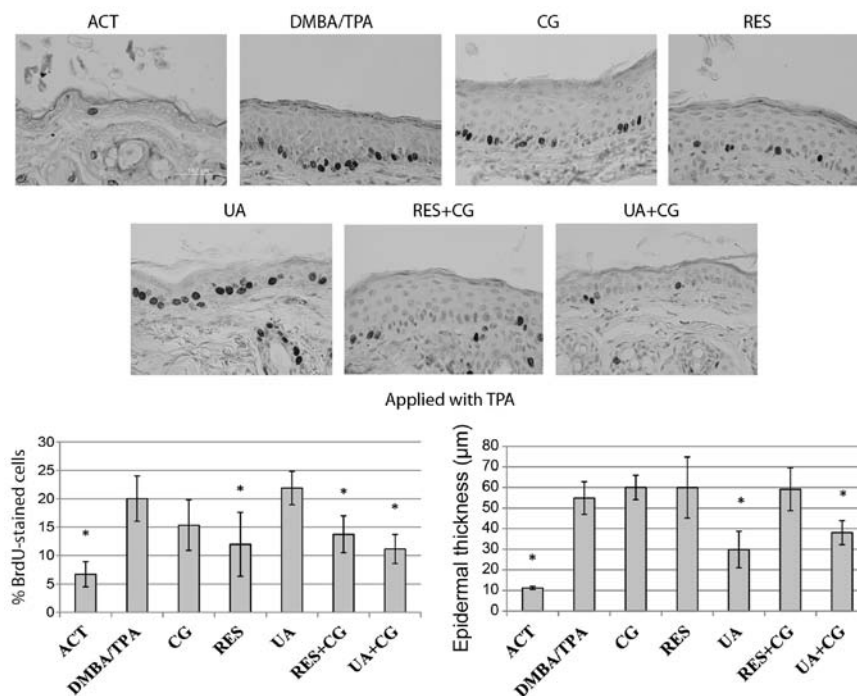 ACT
DMBA/TPA
CG
RES
UA
RES+CG
UA+CG
Applied with TPA
% BrdU-stained cells
30
25
20
15
10
5
0
*
*
*
*
ACT
DMBA/TPA
CG
RES
UA
RES+CG
UA+CG
Epidermal thickness (μm)
80
70
60
50
40
30
20
10
0
*
*
*
ACT
DMBA/TPA
CG
RES
UA
RES+CG
UA+CG